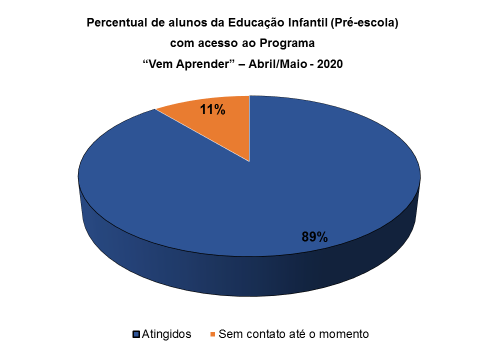 Percentual de alunos da Educação Infantil (Pré-escola)
com acesso ao Programa
“Vem Aprender” – Abril/Maio - 2020
11%
89%
Atingidos Sem contato até o momento